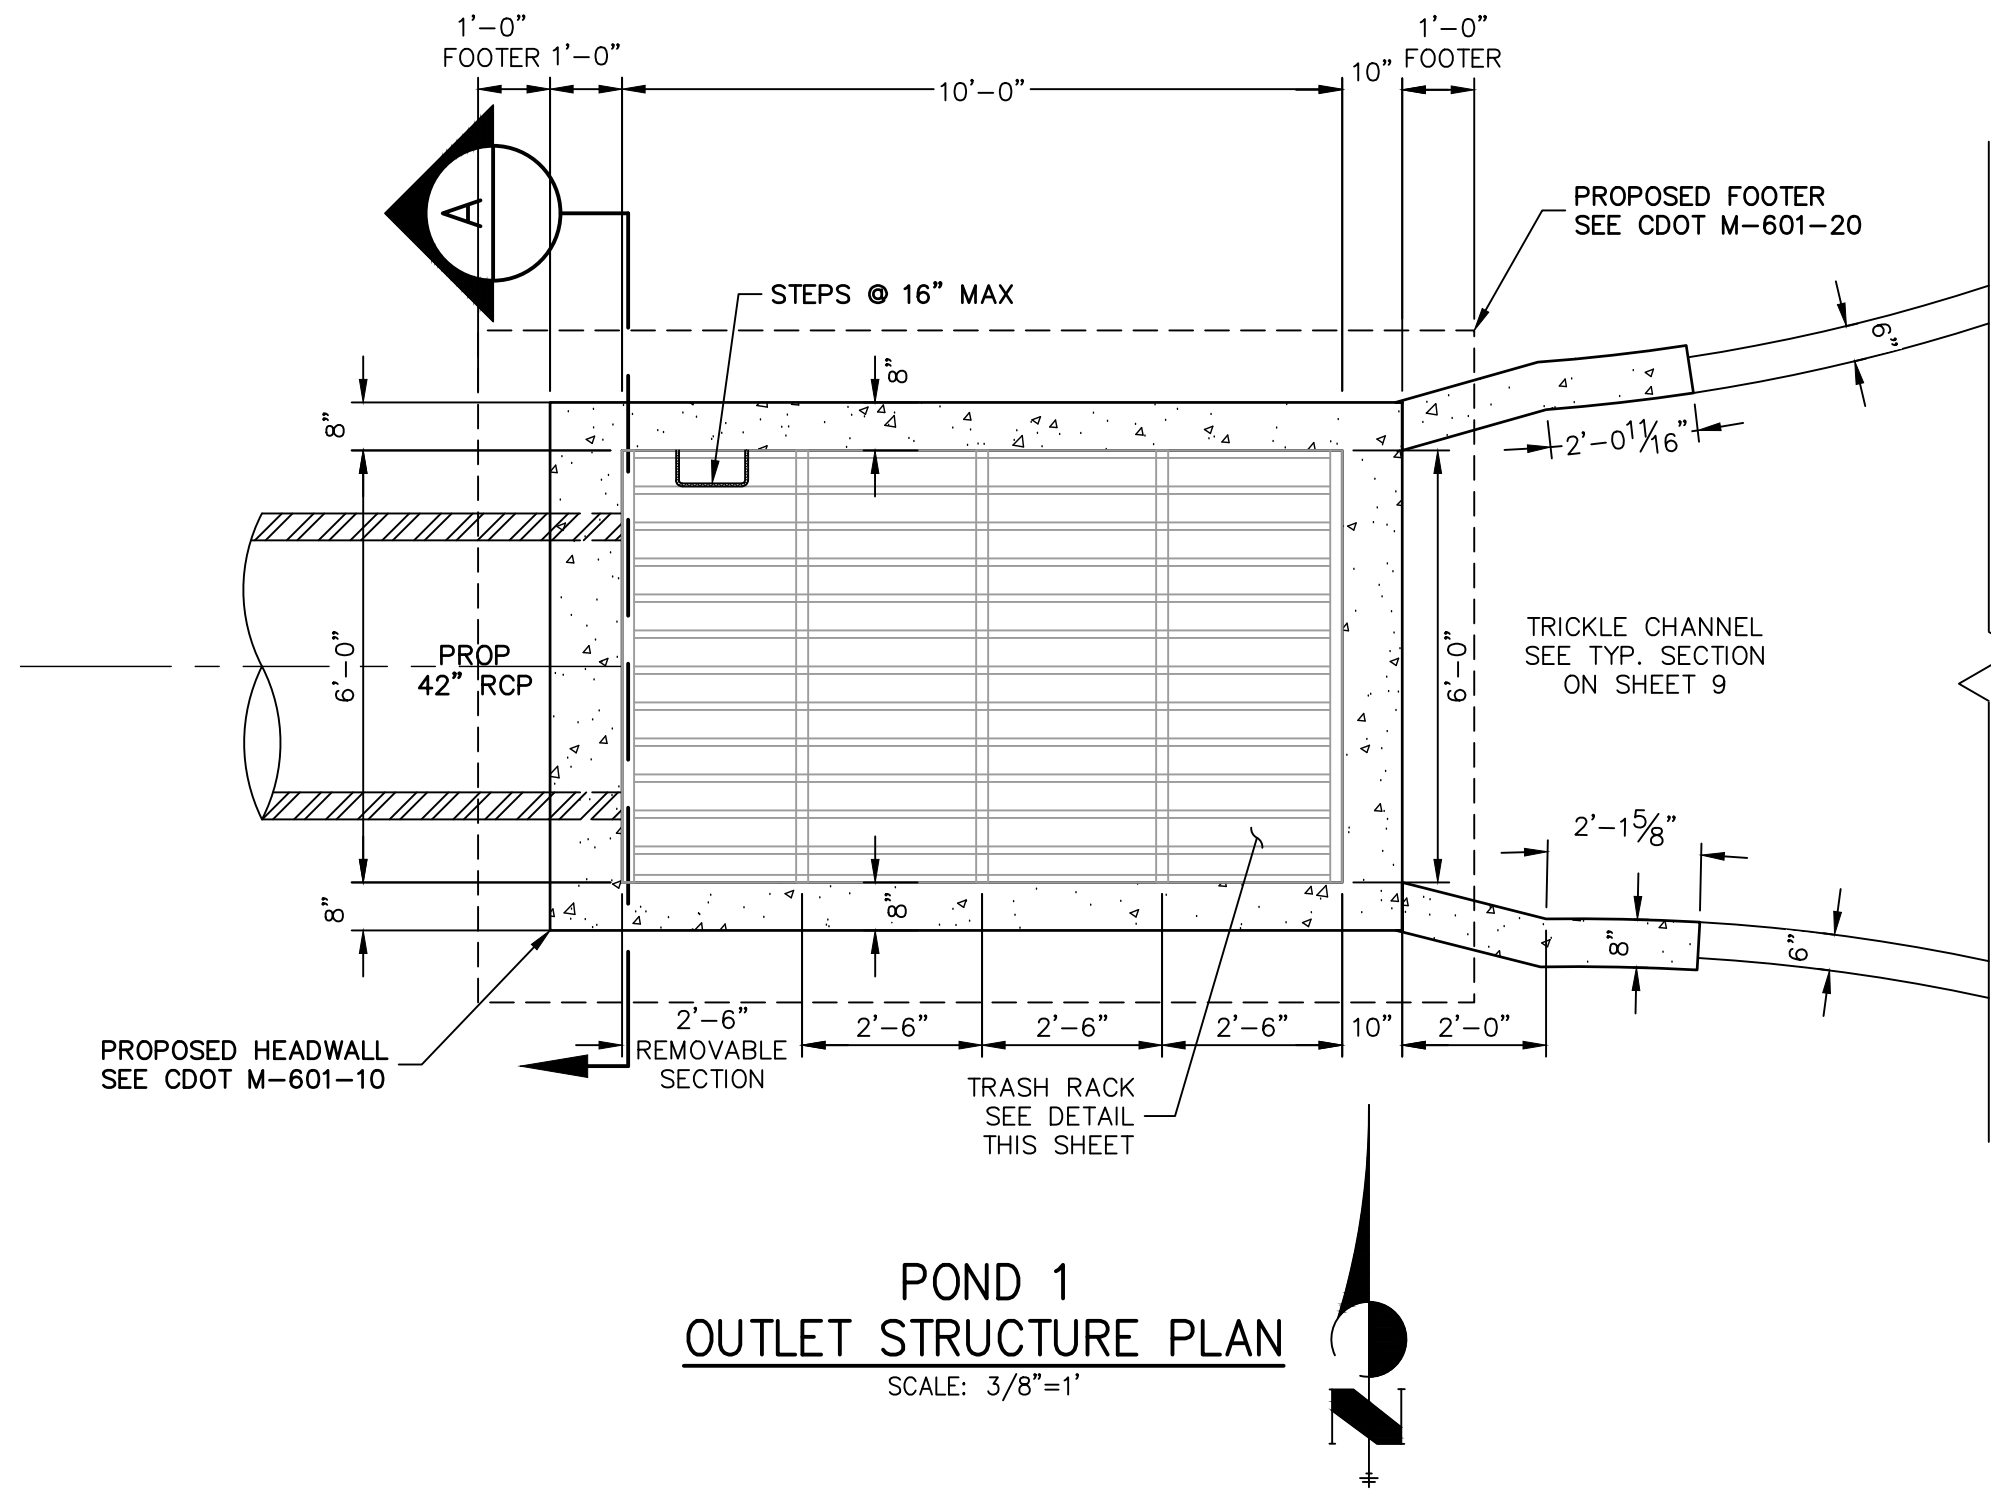 1'-0"
FOOTER
1'-0"
10'-0"
10"
1'-0"
FOOTER
A
PROPOSED FOOTER
SEE CDOT M-601-20
STEPS @ 16" MAX
8"
8"
6"
2'-0 11/16"
6'-0"
PROP
42" RCP
6'-0"
TRICKLE CHANNEL
SEE TYP. SECTION
ON SHEET 9
2'-1 5/8"
8"
8"
8"
6"
2'-6"
REMOVABLE
SECTION
2'-6"
2'-6"
2'-6"
10"
2'-0"
PROPOSED HEADWALL
SEE CDOT M-601-10
TRASH RACK
SEE DETAIL
THIS SHEET
POND 1
OUTLET STRUCTURE PLAN
SCALE: 3/8"=1'
N